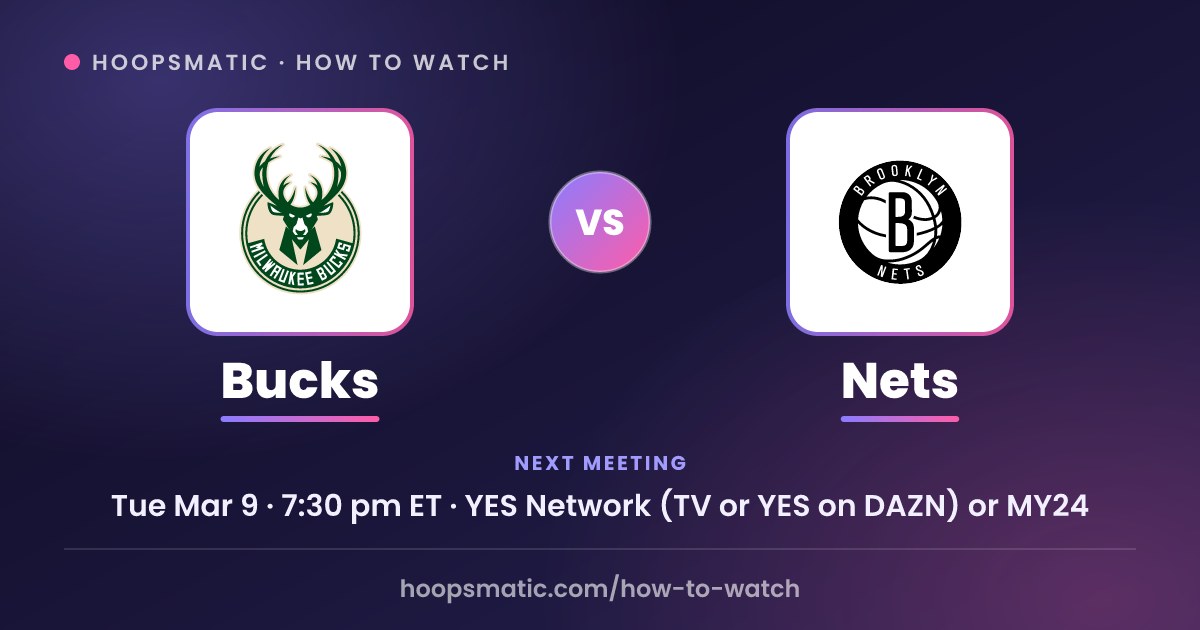 HOOPSMATIC · HOW TO WATCH
MILWAUKEE BUCKS
BROOKLYN
B
NETS
VS
Bucks
Nets
NEXT MEETING
Tue Mar 9 · 7:30 pm ET · YES Network (TV or YES on DAZN) or MY24
hoopsmatic.com/how-to-watch